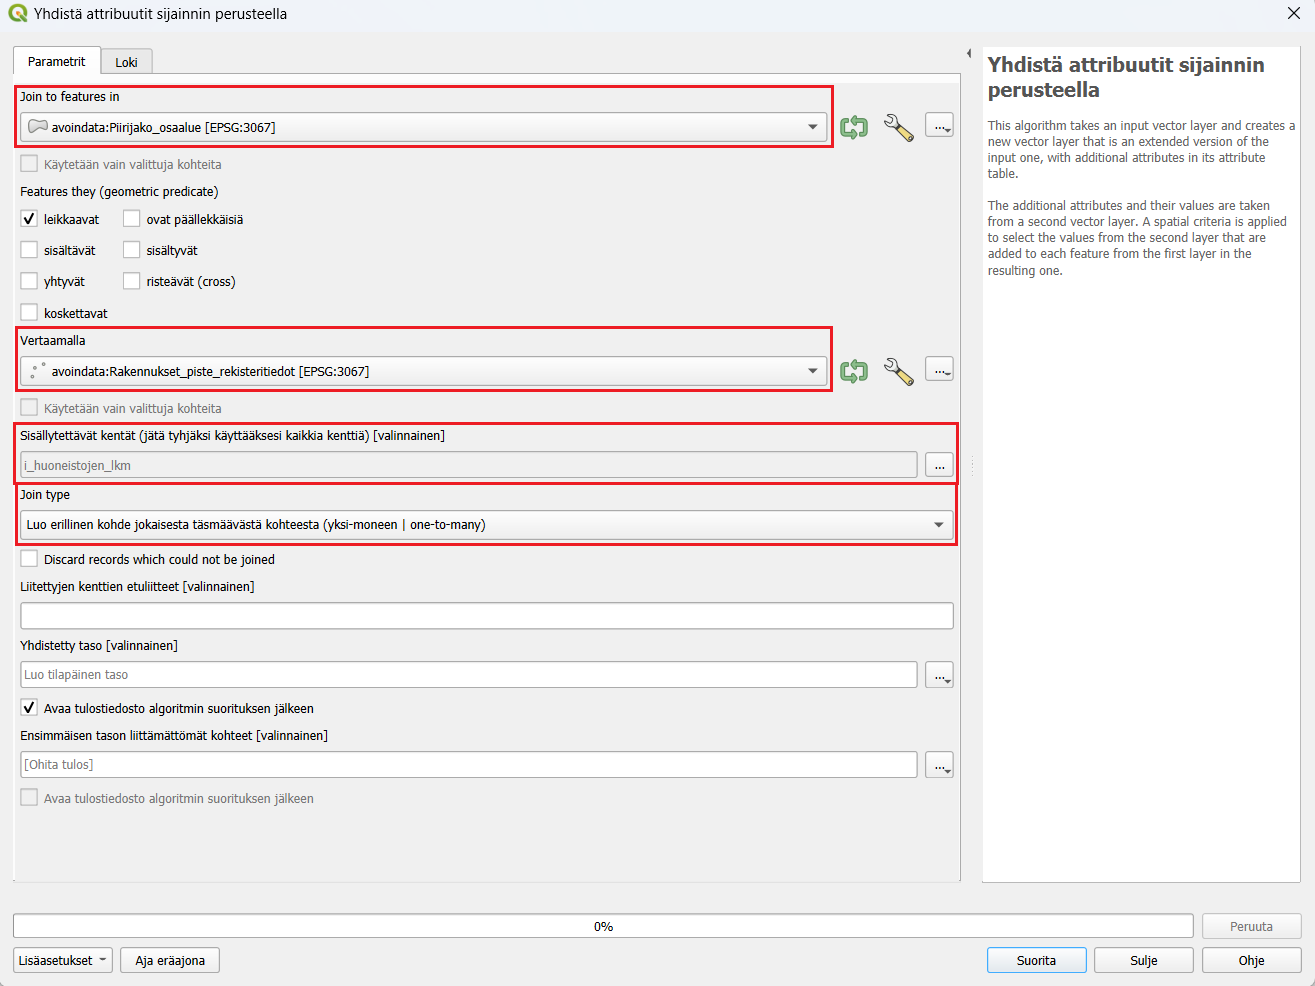 Yhdistä attribuutit sijainnin perusteella
Parametrit
Loki
Join to features in
avoindata:Piirijako_osaalue [EPSG:3067]
...
Käytetään vain valittuja kohteita
Features they (geometric predicate)
leikkaavat
ovat päällekkäisiä
sisältävät
sisältyvät
yhtyvät
risteävät (cross)
koskettavat
Vertaamalla
avoindata:Rakennukset_piste_rekisteritiedot [EPSG:3067]
...
Käytetään vain valittuja kohteita
Sisällytettävät kentät (jätä tyhjäksi käyttääksesi kaikkia kenttiä) [valinnainen]
i_huoneistojen_lkm
...
Join type
Luo erillinen kohde jokaisesta täsmäävästä kohteesta (yksi-moneen | one-to-many)
Discard records which could not be joined
Liitettyjen kenttien etuliitteet [valinnainen]
Yhdistetty taso [valinnainen]
Luo tilapäinen taso
...
Avaa tulostiedosto algoritmin suorituksen jälkeen
Ensimmäisen tason liittämättömät kohteet [valinnainen]
[Ohita tulos]
...
Avaa tulostiedosto algoritmin suorituksen jälkeen
Yhdistä attribuutit sijainnin
perusteella
This algorithm takes an input vector layer and creates a
new vector layer that is an extended version of the
input one, with additional attributes in its attribute
table.
The additional attributes and their values are taken
from a second vector layer. A spatial criteria is applied
to select the values from the second layer that are
added to each feature from the first layer in the
resulting one.
0%
Peruuta
Lisäasetukset
Aja eräajona
Suorita
Sulje
Ohje